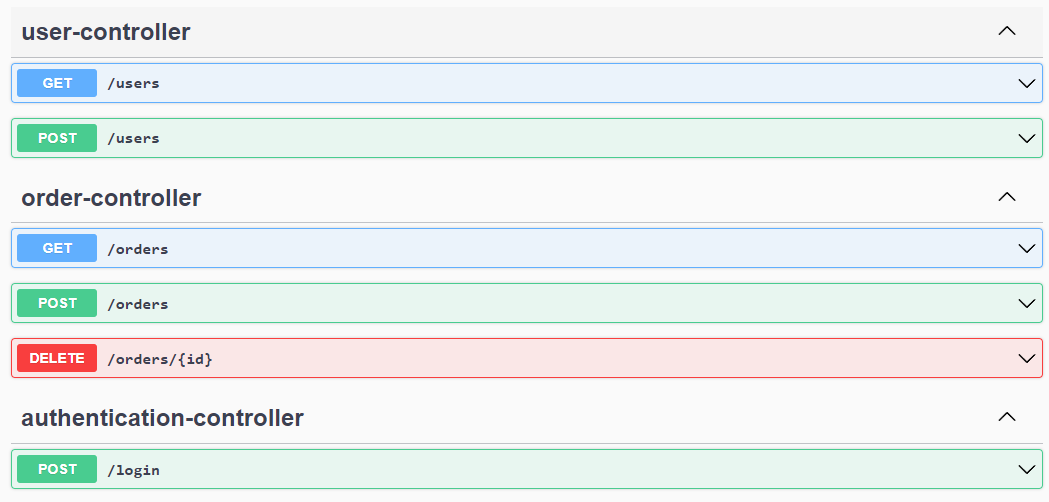 user-controller
GET /users
POST /users
order-controller
GET /orders
POST /orders
DELETE /orders/{id}
authentication-controller
POST /login